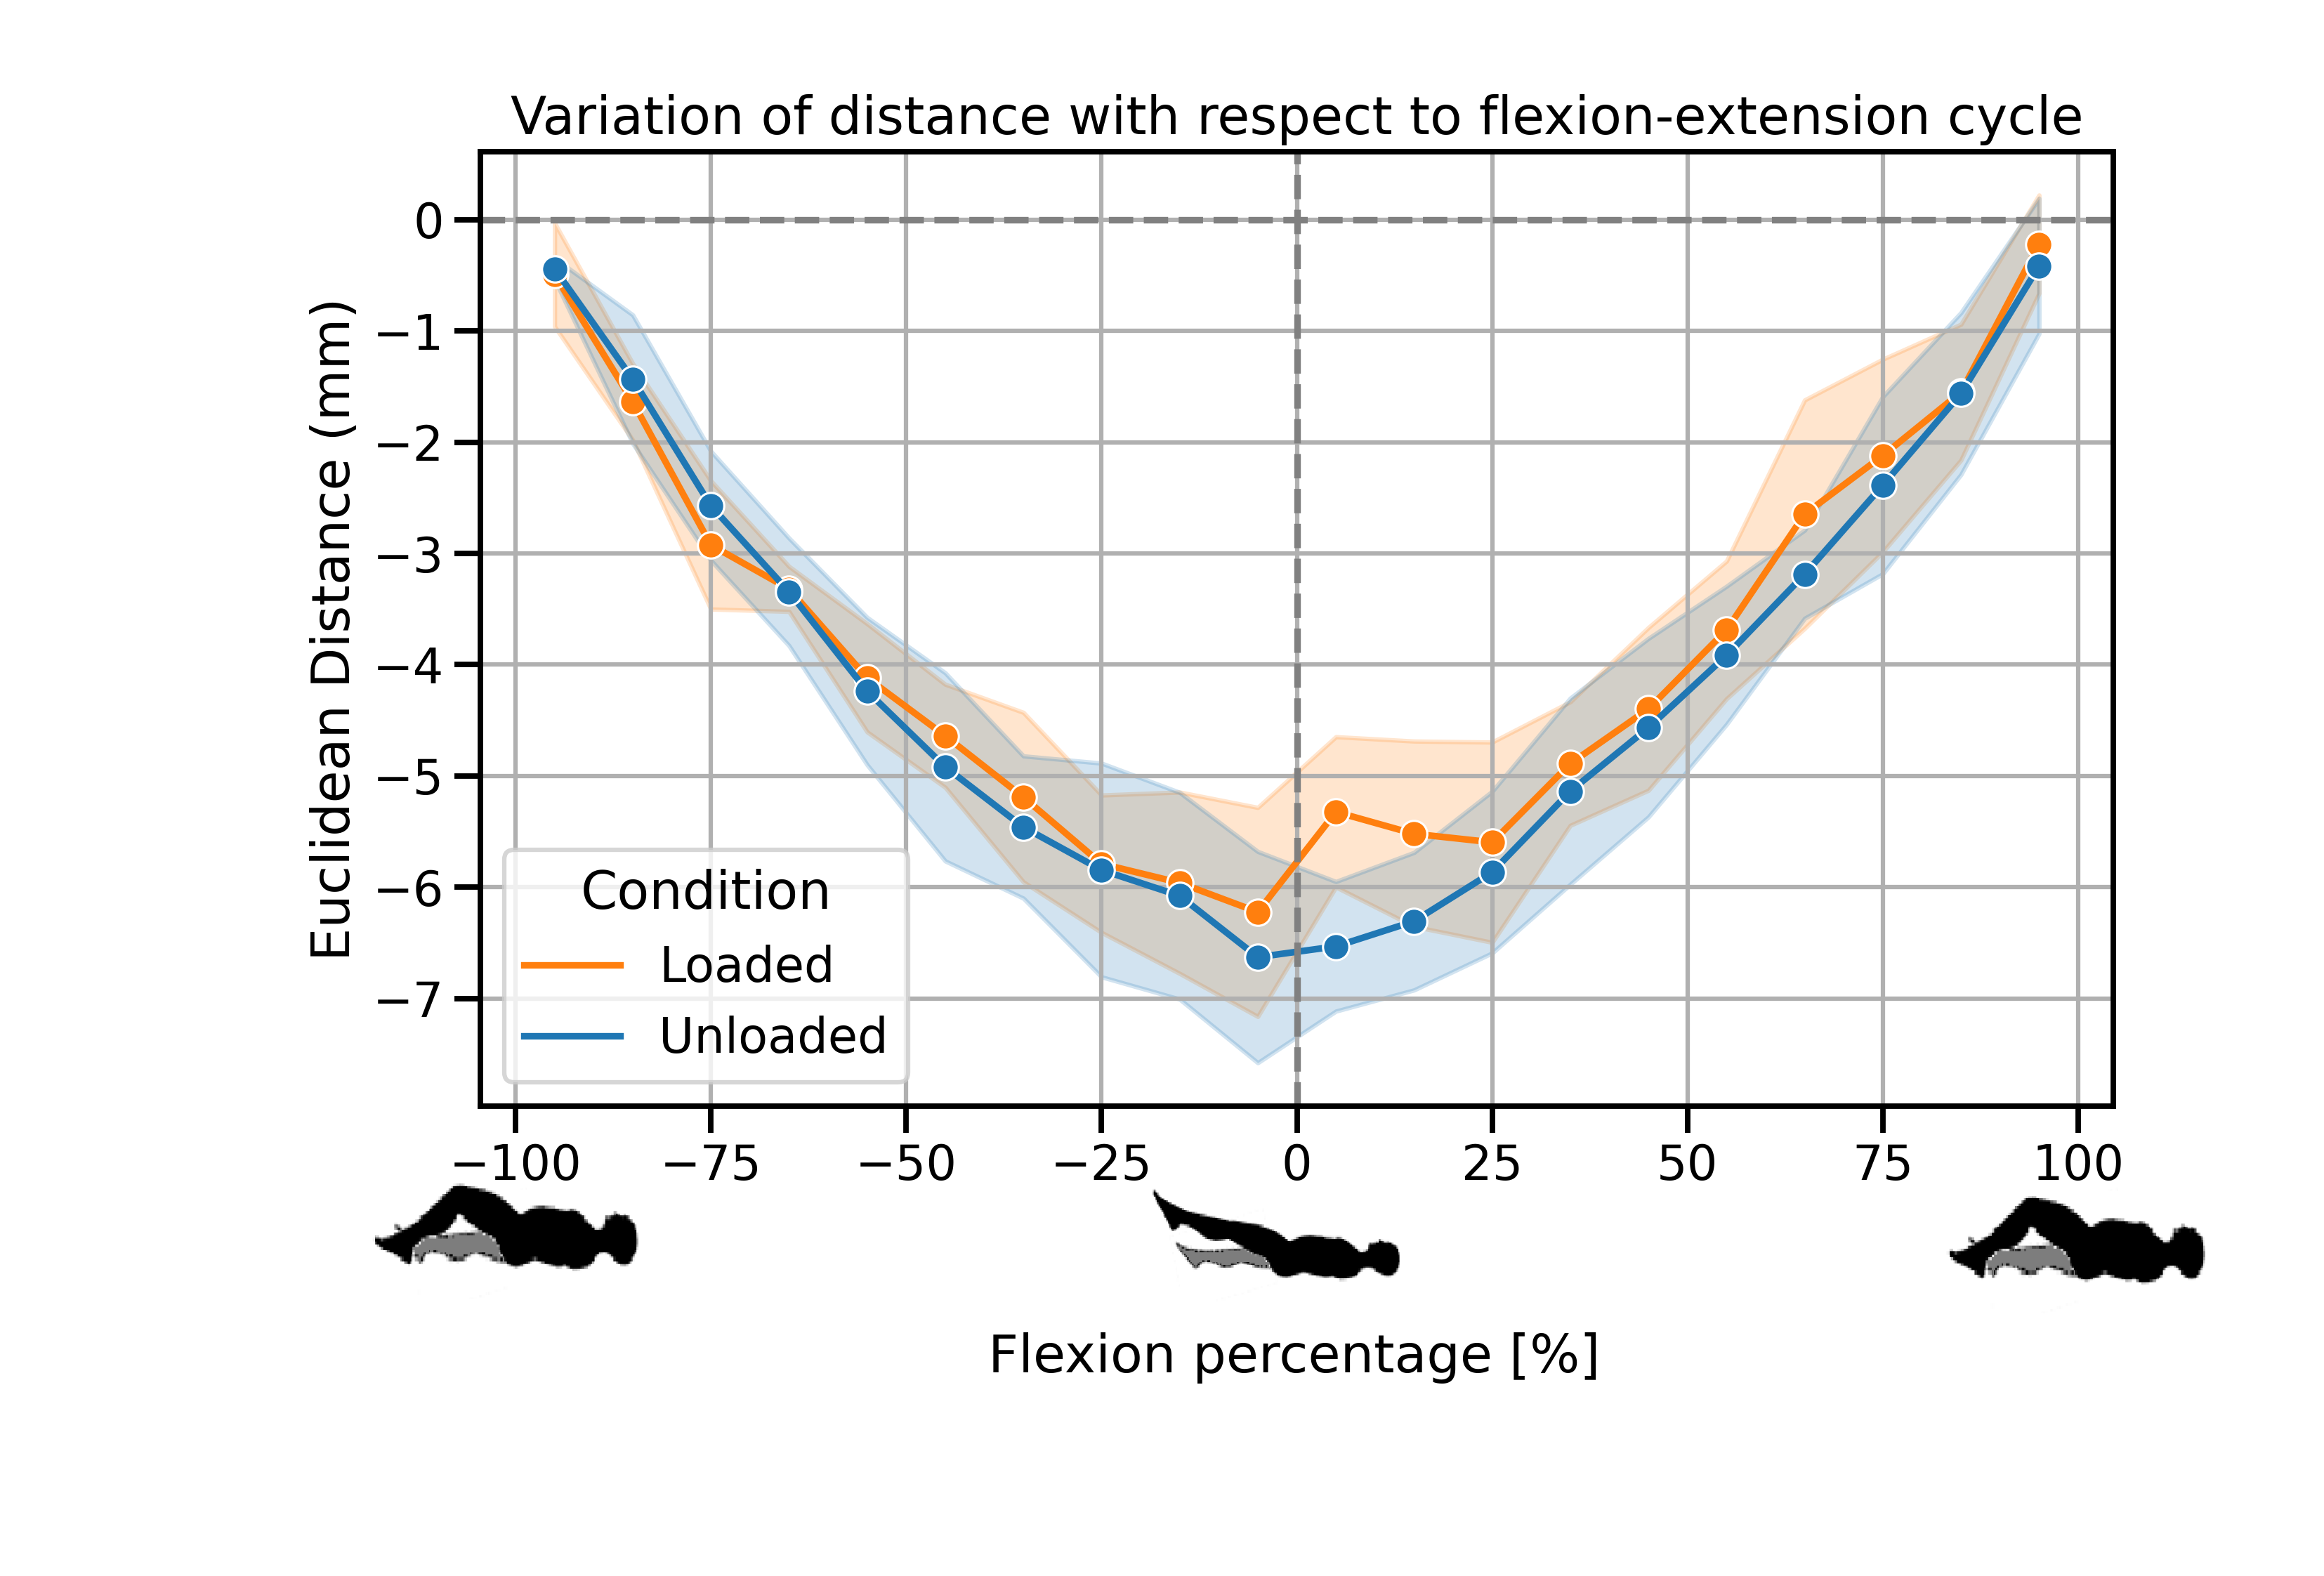 Variation of distance with respect to flexion-extension cycle
Euclidean Distance (mm)
0
−1
−2
−3
−4
−5
−6
−7
Condition
Loaded
Unloaded
−100 −75 −50 −25 0 25 50 75 100
Flexion percentage [%]